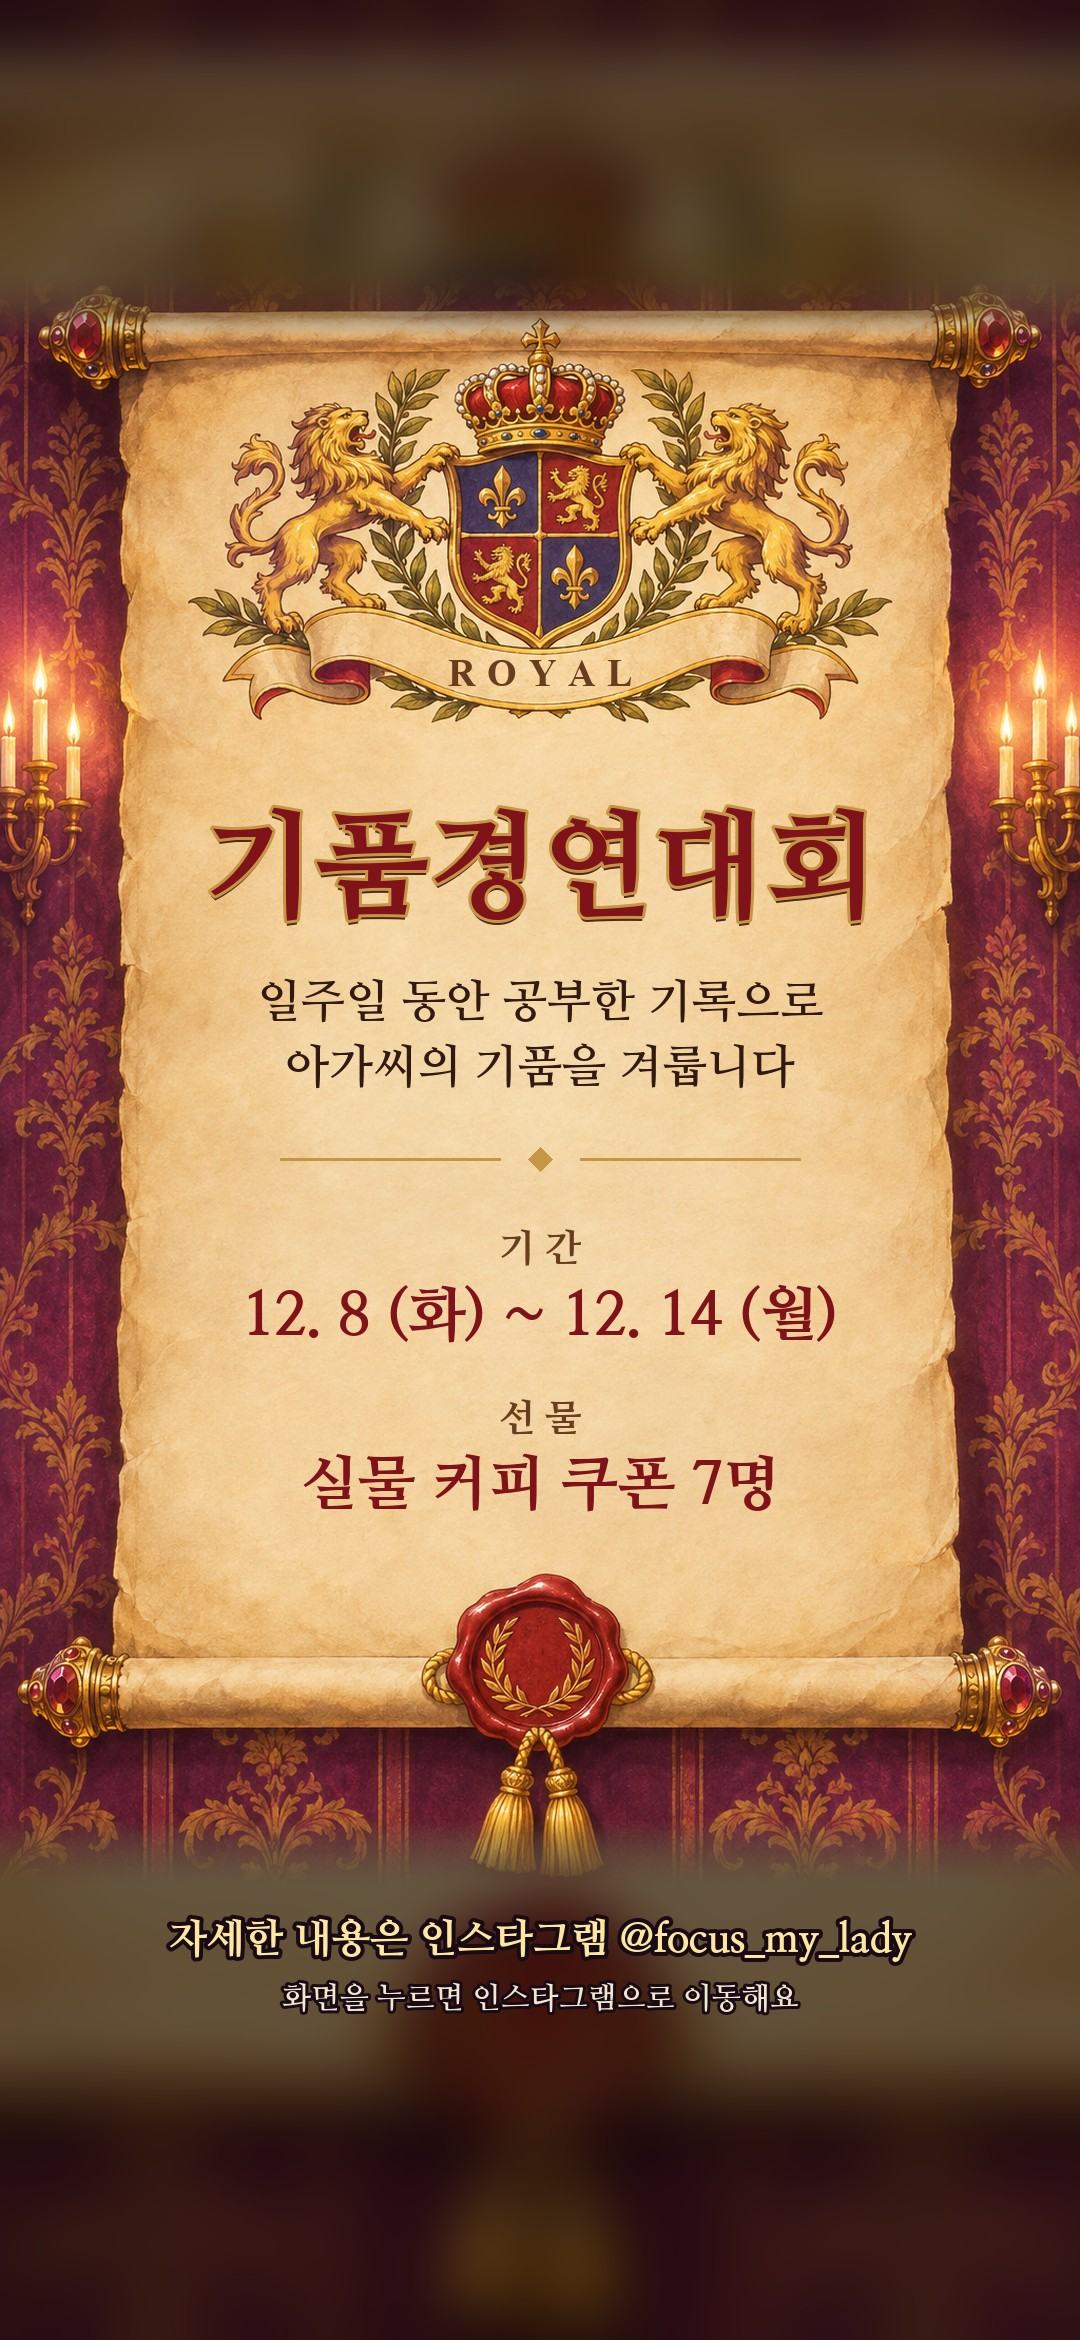 ROYAL
기품경연대회
일주일 동안 공부한 기록으로
아가씨의 기품을 겨룹니다
기간
12. 8 (화) ~ 12. 14 (월)
선물
실물 커피 쿠폰 7명
자세한 내용은 인스타그램 @focus_my_lady
화면을 누르면 인스타그램으로 이동해요